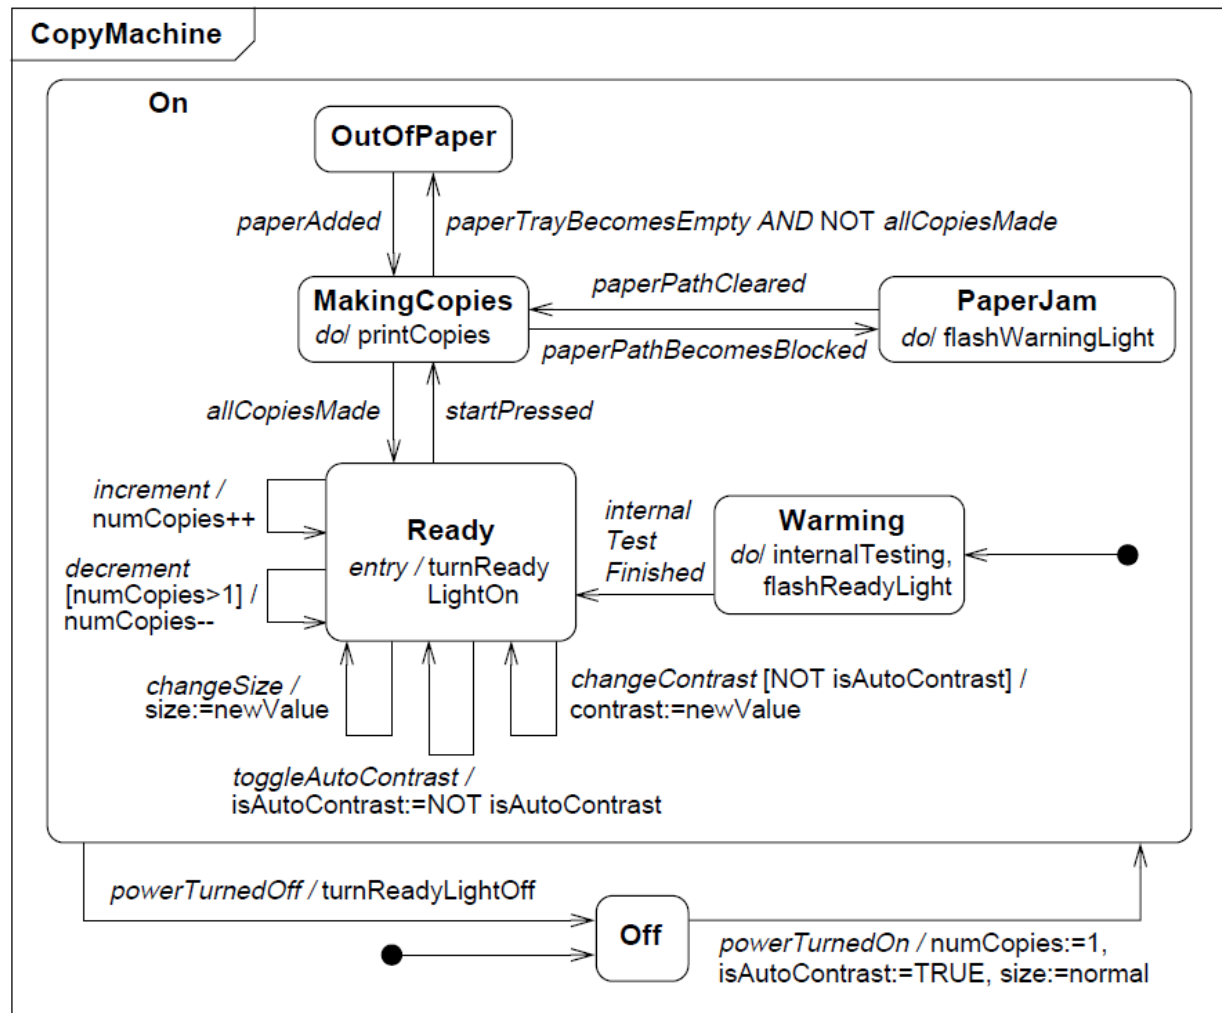 CopyMachine
On
OutOfPaper
paperAdded
paperTrayBecomesEmpty AND NOT allCopiesMade
MakingCopies
do/ printCopies
paperPathCleared
paperPathBecomesBlocked
PaperJam
do/ flashWarningLight
allCopiesMade
startPressed
increment /
numCopies++
decrement
[numCopies>1] /
numCopies--
Ready
entry / turnReady
LightOn
internal
Test
Finished
Warming
do/ internalTesting,
flashReadyLight
changeSize /
size:=newValue
changeContrast [NOT isAutoContrast] /
contrast:=newValue
toggleAutoContrast /
isAutoContrast:=NOT isAutoContrast
powerTurnedOff / turnReadyLightOff
Off
powerTurnedOn / numCopies:=1,
isAutoContrast:=TRUE, size:=normal